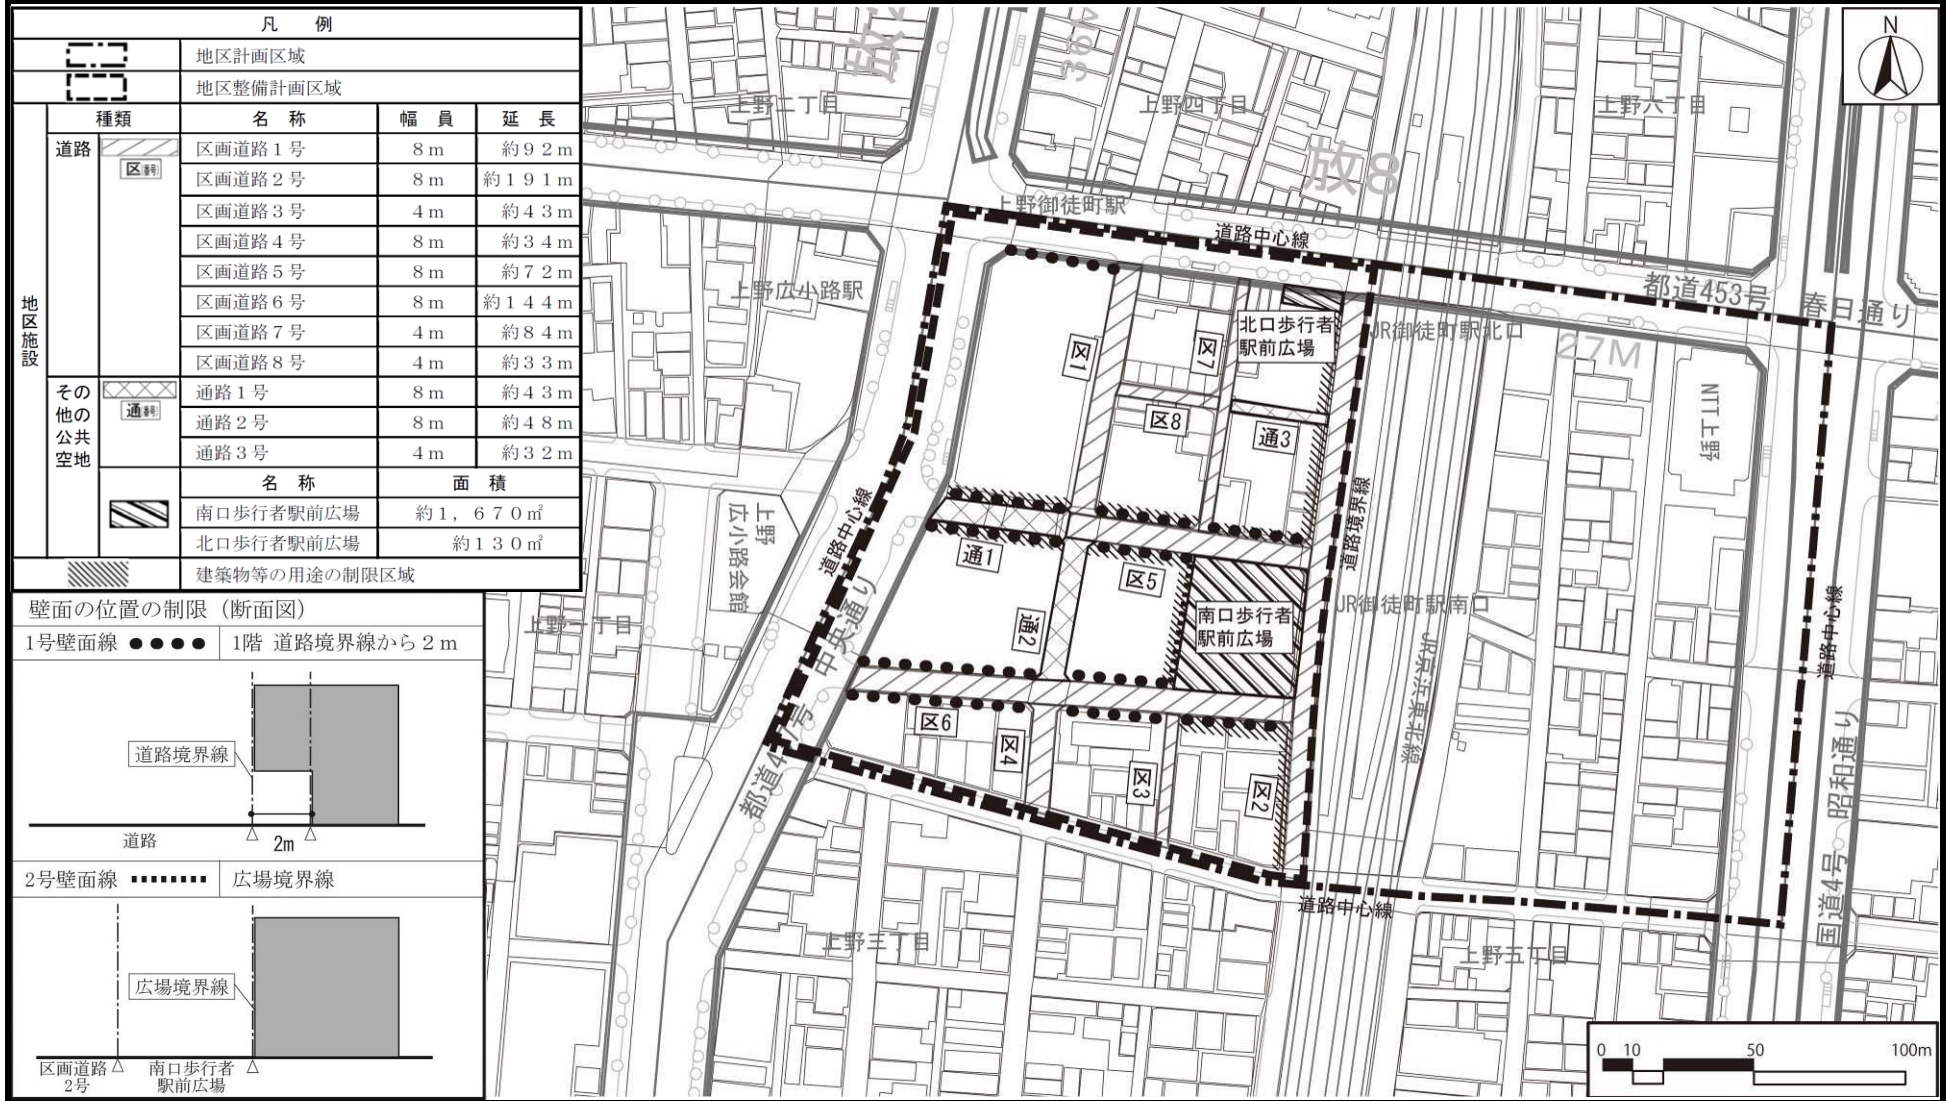 凡 例
地区計画区域
地区整備計画区域
種類 名 称 幅 員 延 長
地区施設
道路
区(番号)
区画道路1号 8m 約92m
区画道路2号 8m 約191m
区画道路3号 4m 約43m
区画道路4号 8m 約34m
区画道路5号 8m 約72m
区画道路6号 8m 約144m
区画道路7号 4m 約84m
区画道路8号 4m 約33m
その
他の
公共
空地
通(番号)
通路1号 8m 約43m
通路2号 8m 約48m
通路3号 4m 約32m
名 称 面 積
南口歩行者駅前広場 約1,670㎡
北口歩行者駅前広場 約130㎡
建築物等の用途の制限区域
壁面の位置の制限(断面図)
1号壁面線 1階 道路境界線から2m
道路境界線
道路
2m
2号壁面線 広場境界線
広場境界線
区画道路
2号
南口歩行者
駅前広場
N
上野二丁目
36M
上野四丁目
上野六丁目
放8
上野御徒町駅
道路中心線
都道453号 春日通り
上野広小路駅
北口歩行者
駅前広場
JR御徒町駅北口
27M
区1
区7
区8
通3
NTT上野
道路境界線
上野
広小路会館
道路中心線
中央通り
通1
区5
通2
南口歩行者
駅前広場
JR御徒町駅南口
JR京浜東北線
道路中心線
上野一丁目
区6
区4
区3
区2
昭和通り
国道4号
道路中心線
上野三丁目
上野五丁目
0 10 50 100m